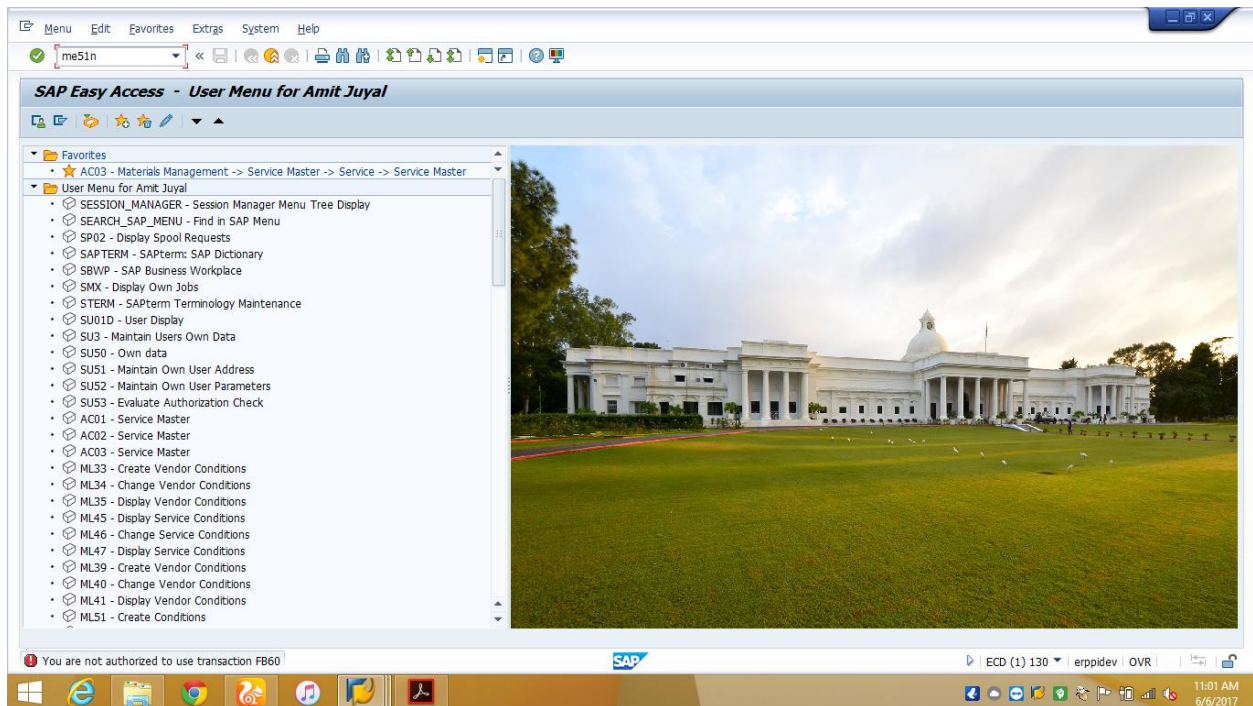 Menu Edit Favorites Extras System Help
me51n
SAP Easy Access - User Menu for Amit Juyal
Favorites
AC03 - Materials Management -> Service Master -> Service -> Service Master
User Menu for Amit Juyal
SESSION_MANAGER - Session Manager Menu Tree Display
SEARCH_SAP_MENU - Find in SAP Menu
SP02 - Display Spool Requests
SAPTERM - SAPterm: SAP Dictionary
SBWP - SAP Business Workplace
SMX - Display Own Jobs
STERM - SAPterm Terminology Maintenance
SU01D - User Display
SU3 - Maintain Users Own Data
SU50 - Own data
SU51 - Maintain Own User Address
SU52 - Maintain Own User Parameters
SU53 - Evaluate Authorization Check
AC01 - Service Master
AC02 - Service Master
AC03 - Service Master
ML33 - Create Vendor Conditions
ML34 - Change Vendor Conditions
ML35 - Display Vendor Conditions
ML45 - Display Service Conditions
ML46 - Change Service Conditions
ML47 - Display Service Conditions
ML39 - Create Vendor Conditions
ML40 - Change Vendor Conditions
ML41 - Display Vendor Conditions
ML51 - Create Conditions
You are not authorized to use transaction FB60
SAP
ECD (1) 130 erppidev OVR
11:01 AM
6/6/2017